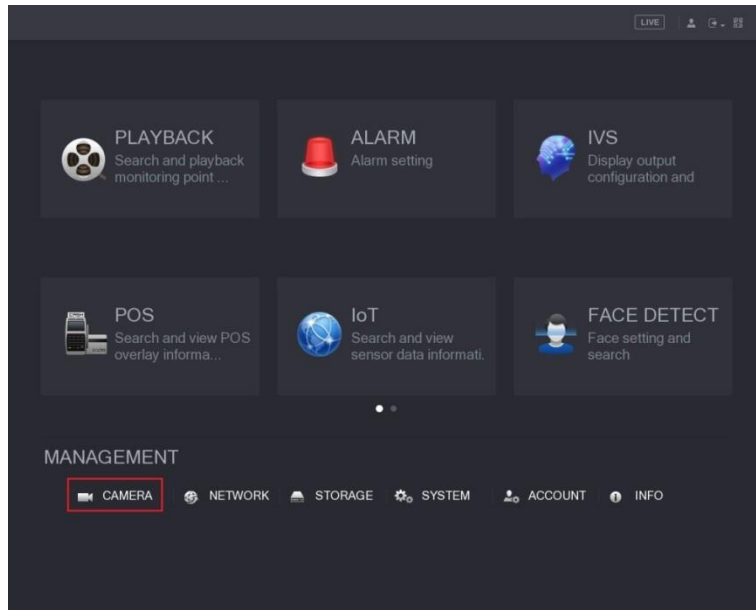 LIVE
PLAYBACK
Search and playback
monitoring point ...
ALARM
Alarm setting
IVS
Display output
configuration and
POS
Search and view POS
overlay informa...
IoT
Search and view
sensor data informati.
FACE DETECT
Face setting and
search
MANAGEMENT
CAMERA NETWORK STORAGE SYSTEM ACCOUNT INFO